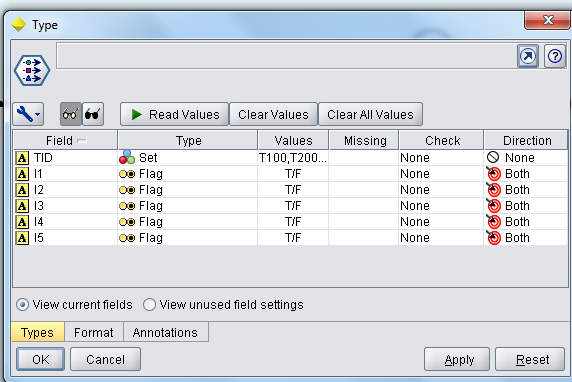 Type
Read Values Clear Values Clear All Values
Field Type Values Missing Check Direction
A TID Set T100,T200... None None
A I1 Flag T/F None Both
A I2 Flag T/F None Both
A I3 Flag T/F None Both
A I4 Flag T/F None Both
A I5 Flag T/F None Both
View current fields View unused field settings
Types Format Annotations
OK Cancel Apply Reset